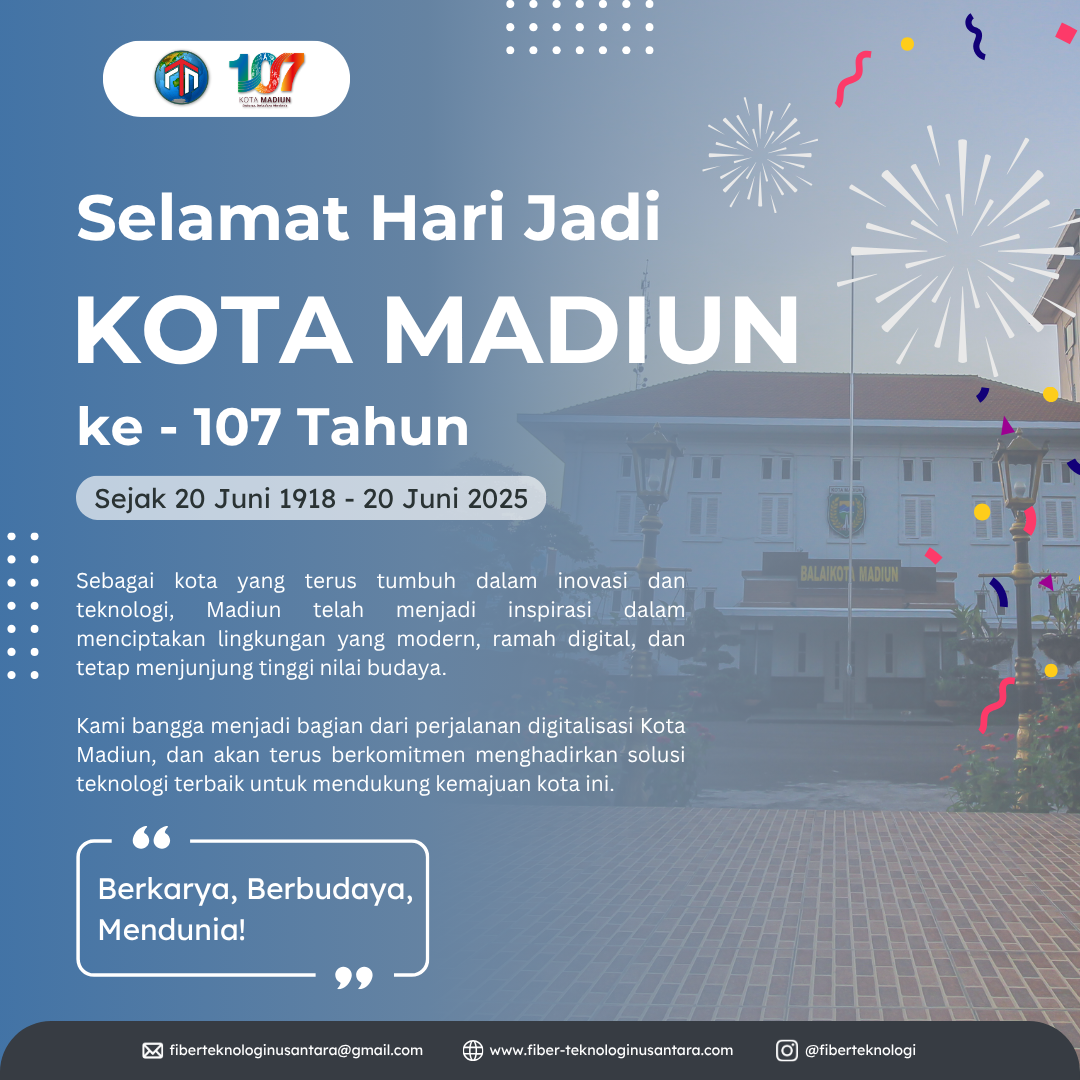 FTN
107
KOTA MADIUN
Selamat Hari Jadi
KOTA MADIUN
ke - 107 Tahun
Sejak 20 Juni 1918 - 20 Juni 2025
BALAIKOTA MADIUN
Sebagai kota yang terus tumbuh dalam inovasi dan
teknologi, Madiun telah menjadi inspirasi dalam
menciptakan lingkungan yang modern, ramah digital, dan
tetap menjunjung tinggi nilai budaya.
Kami bangga menjadi bagian dari perjalanan digitalisasi Kota
Madiun, dan akan terus berkomitmen menghadirkan solusi
teknologi terbaik untuk mendukung kemajuan kota ini.
“
Berkarya, Berbudaya,
Mendunia!
”
fiberteknologinusantara@gmail.com www.fiber-teknologinusantara.com @fiberteknologi